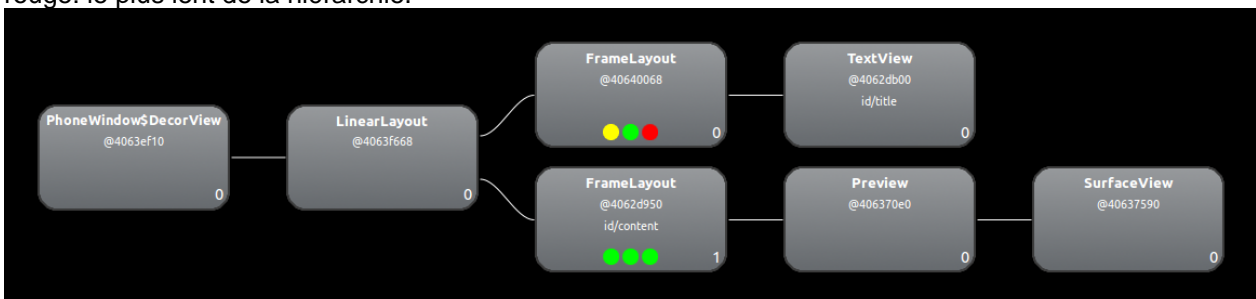 rouge: le plus lent de la hiérarchie.
PhoneWindow$DecorView
@4063ef10
0
LinearLayout
@4063f668
0
FrameLayout
@40640068
0
TextView
@4062db00
id/title
0
FrameLayout
@4062d950
id/content
1
Preview
@406370e0
0
SurfaceView
@40637590
0